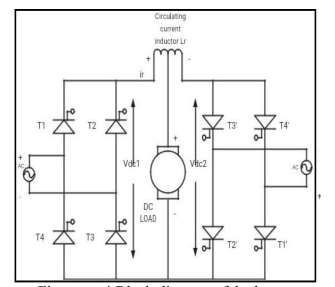 Circulating
current
inductor Lr
+ -
ir
T1 T2 T3' T4'
+ Vdc1 + Vdc2
AC AC
- +
DC
LOAD
T4 T3 - T2' T1'